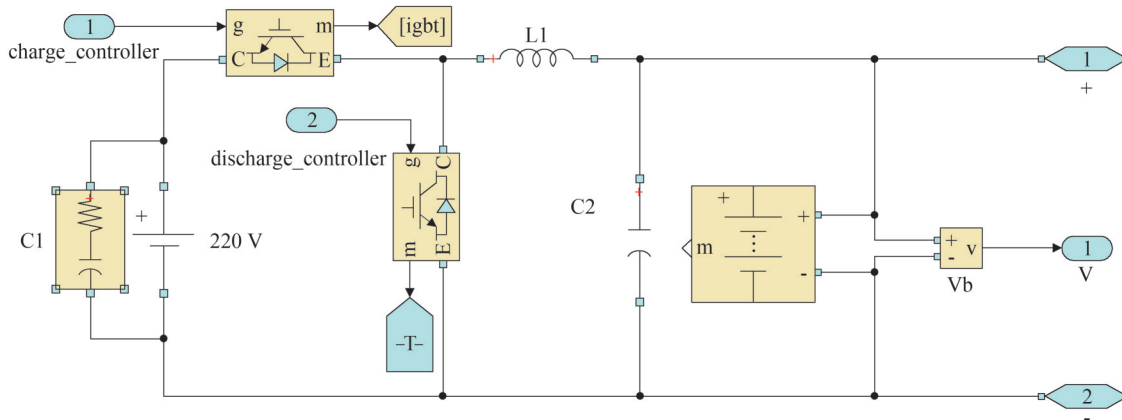 1
charge_controller
g
m
C
E
[igbt]
L1
1
+
2
discharge_controller
g
C
m
E
-T-
C1
+
220 V
C2
+
m
+
-
+
-
v
Vb
1
V
2
-